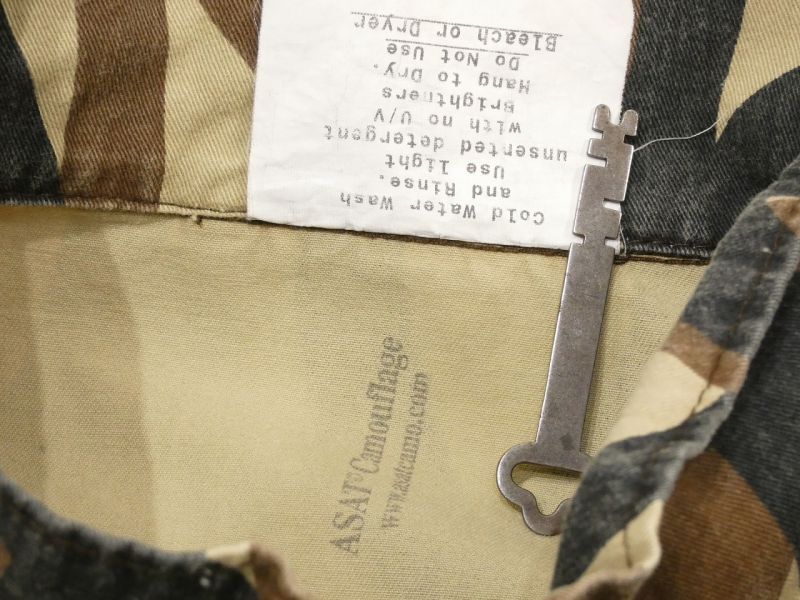 Cold Water Wash
and Rinse.
Use light
unsented detergent
with no U/V
Brightners
Hang to Dry.
Do Not Use
Bleach or Dryer
ASAT® Camouflage
www.asatcamo.com